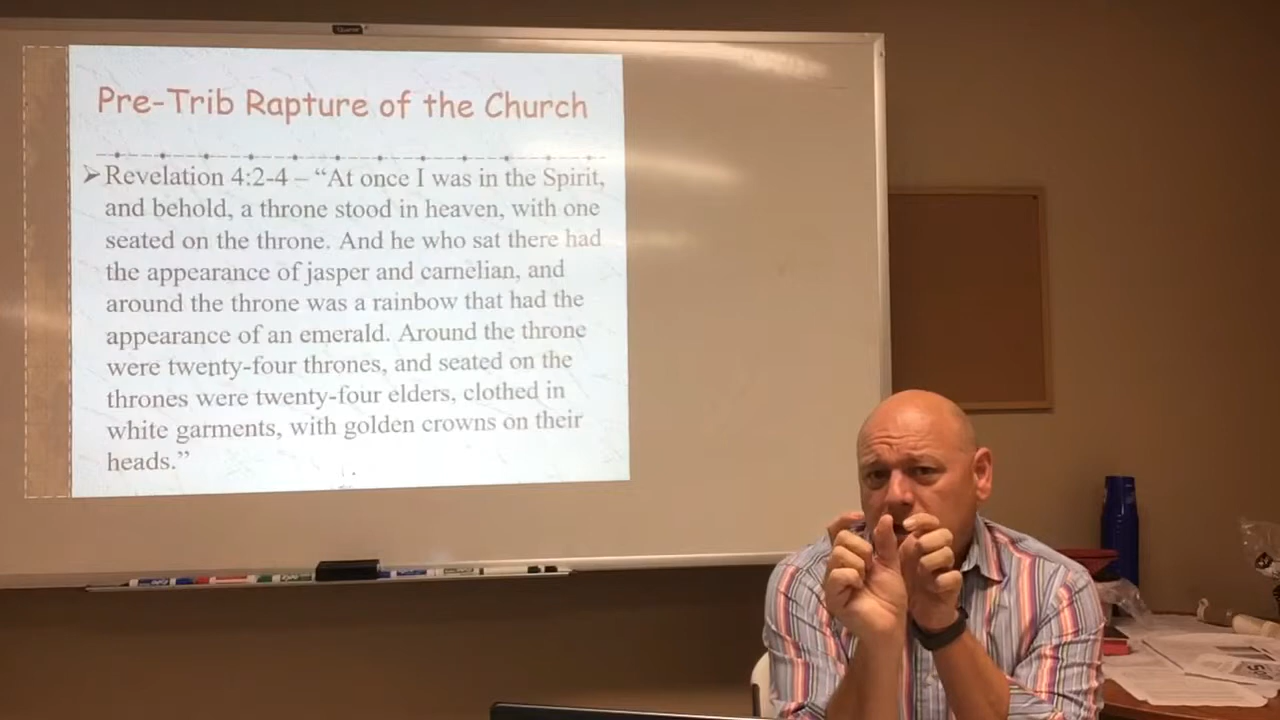 Pre-Trib Rapture of the Church
➢Revelation 4:2-4 – “At once I was in the Spirit,
and behold, a throne stood in heaven, with one
seated on the throne. And he who sat there had
the appearance of jasper and carnelian, and
around the throne was a rainbow that had the
appearance of an emerald. Around the throne
were twenty-four thrones, and seated on the
thrones were twenty-four elders, clothed in
white garments, with golden crowns on their
heads.”